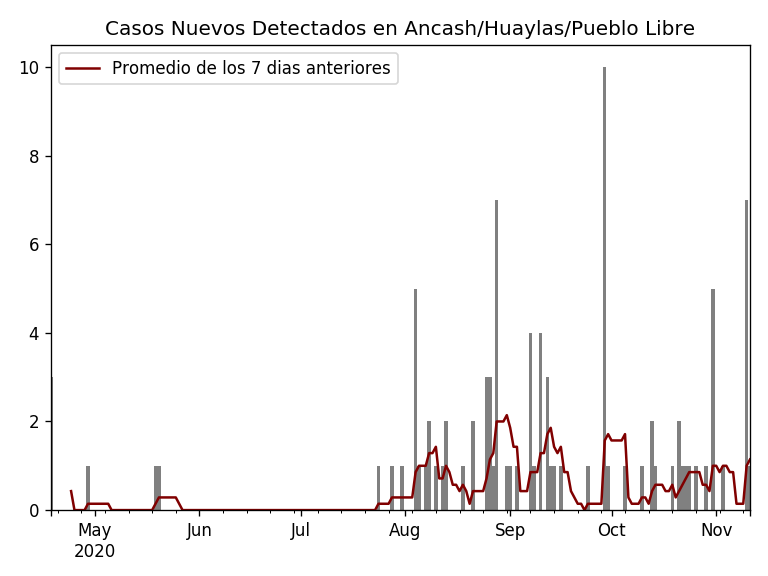 Casos Nuevos Detectados en Ancash/Huaylas/Pueblo Libre
Promedio de los 7 dias anteriores
10
8
6
4
2
0
May Jun Jul Aug Sep Oct Nov
2020